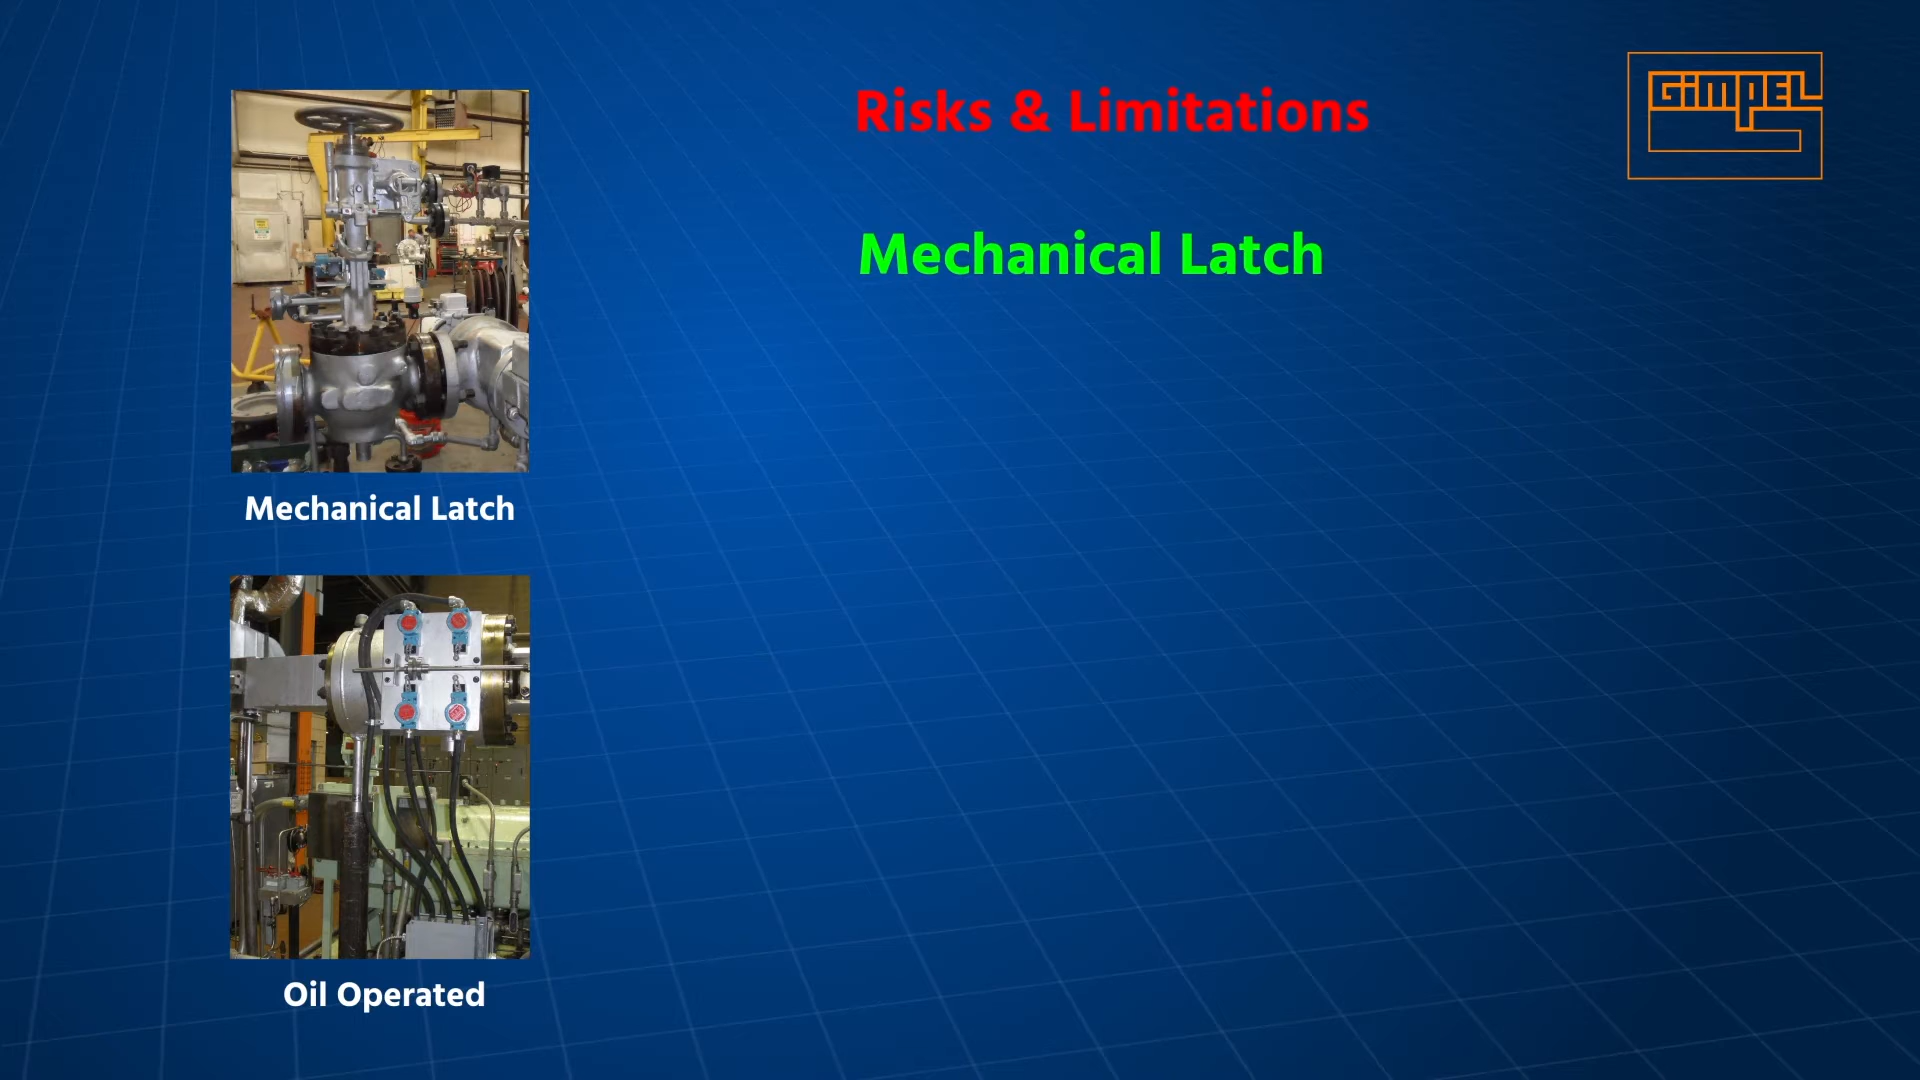 Risks & Limitations
GimpeL
Mechanical Latch
Mechanical Latch
Oil Operated